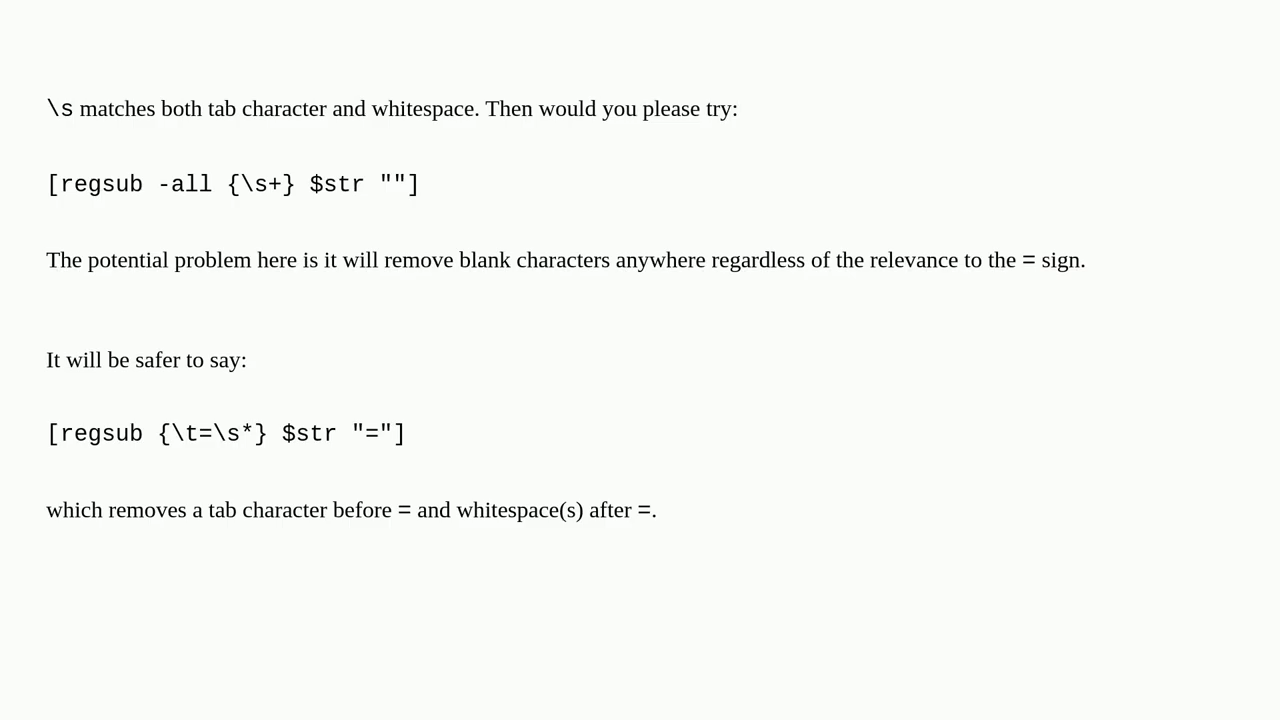 \s matches both tab character and whitespace. Then would you please try:
[regsub -all {\s+} $str ""]
The potential problem here is it will remove blank characters anywhere regardless of the relevance to the = sign.
It will be safer to say:
[regsub {\t=\s*} $str "="]
which removes a tab character before = and whitespace(s) after =.